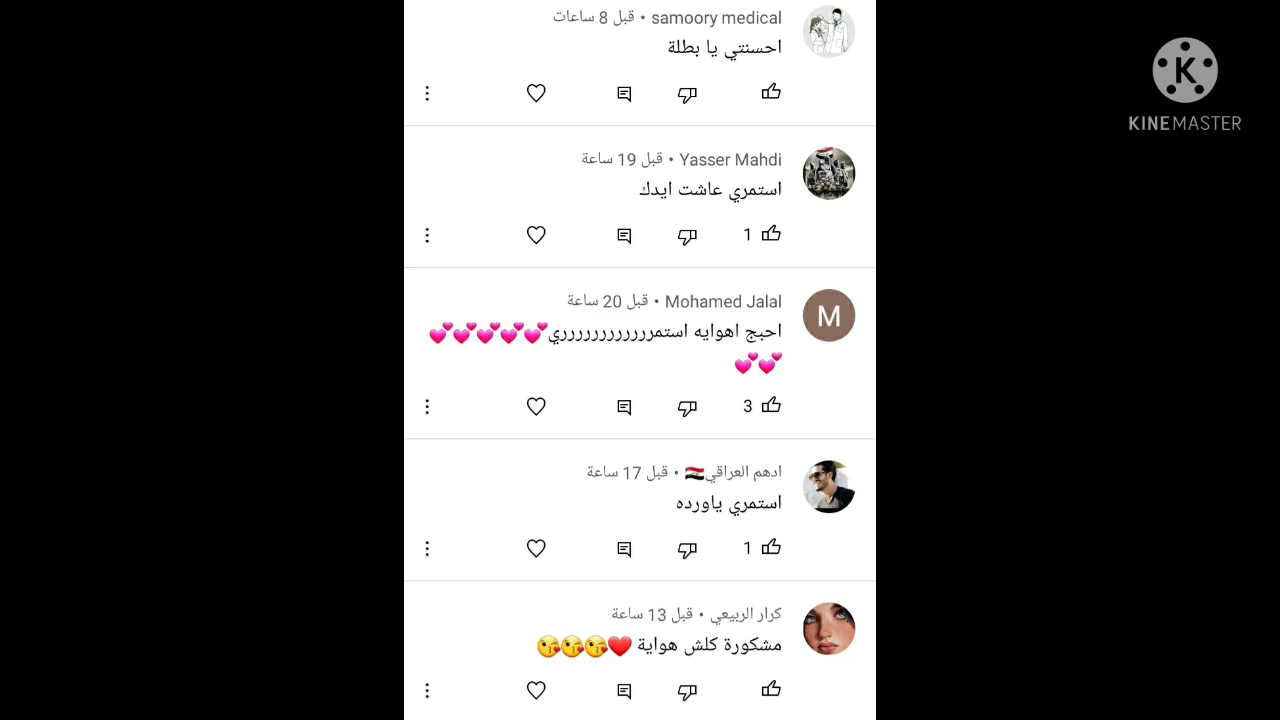 samoory medical • قبل 8 ساعات
احسنتي يا بطلة
KINEMASTER
Yasser Mahdi • قبل 19 ساعة
استمري عاشت ايدك
1
Mohamed Jalal • قبل 20 ساعة
M
احبج اهوايه استمرررررررررررري💕💕💕💕💕
💕💕
3
ادهم العراقي🇮🇶 • قبل 17 ساعة
استمري ياورده
1
كرار الربيعي • قبل 13 ساعة
مشكورة كلش هواية ❤️😘😘😘